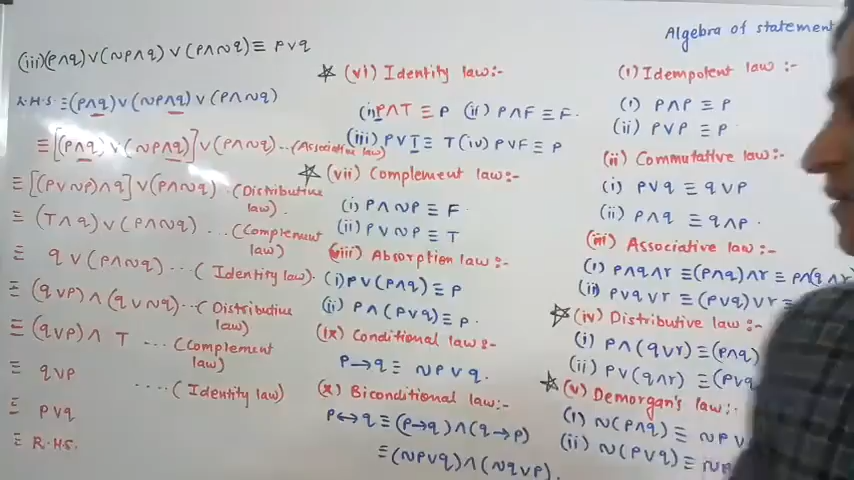 Algebra of statement
(iii)(p∧q)∨(∼p∧q)∨(p∧∼q)≡ p∨q
R.H.S ≡(p∧q)∨(∼p∧q)∨(p∧∼q)
≡[(p∧q)∨(∼p∧q)]∨(p∧∼q)..(Associative law)
≡[(p∨∼p)∧q]∨(p∧∼q).(Distributive law).
≡ (T∧q)∨(p∧∼q) ...(Complement law)
≡ q∨(p∧∼q)...( Identity law).
≡ (q∨p)∧(q∨∼q)..(Distributive law)
≡ (q∨p)∧ T ....(Complement law)
≡ q∨p ....( Identity law)
≡ p∨q
≡ R.H.S.
☆ (vi) Identity law:-
(i) p∧T ≡ p (ii) p∧F ≡ F.
(iii) p∨T ≡ T (iv) p∨F ≡ p
☆ (vii) Complement law:-
(i) p∧∼p ≡ F
(ii) p∨∼p ≡ T
(viii) Absorption law:-
(i) p∨(p∧q)≡ p
(ii) p∧(p∨q)≡ p.
(ix) Conditional law:-
p→q ≡ ∼p∨q.
(x) Biconditional law:-
p↔q ≡(p→q)∧(q→p)
≡(∼p∨q)∧(∼q∨p).
(i) Idempotent law :-
(i) p∧p ≡ p
(ii) p∨p ≡ p
(ii) Commutative law:-
(i) p∨q ≡ q∨p
(ii) p∧q ≡ q∧p.
(iii) Associative law:-
(i) p∧q∧r ≡(p∧q)∧r ≡ p∧(q∧r
(ii) p∨q∨r ≡(p∨q)∨r ≡
☆ (iv) Distributive law:-
(i) p∧(q∨r)≡(p∧q)
(ii) p∨(q∧r)≡(p∨q
☆ (v) Demorgan's law:-
(i) ∼(p∧q)≡ ∼p∨
(ii) ∼(p∨q)≡ ∼p